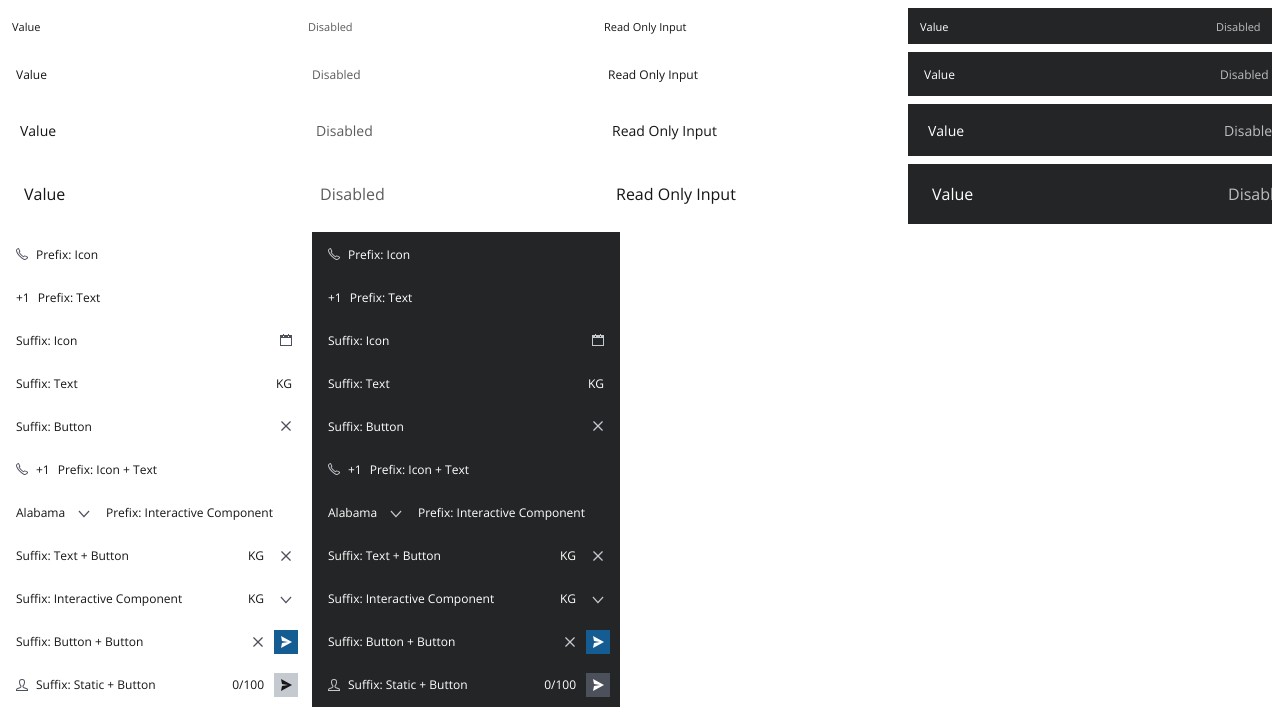 Value Disabled Read Only Input Value Disabled
Value Disabled Read Only Input Value Disabled
Value Disabled Read Only Input Value Disable
Value Disabled Read Only Input Value Disabl
Prefix: Icon Prefix: Icon
+1 Prefix: Text +1 Prefix: Text
Suffix: Icon Suffix: Icon
Suffix: Text KG Suffix: Text KG
Suffix: Button Suffix: Button
+1 Prefix: Icon + Text +1 Prefix: Icon + Text
Alabama Prefix: Interactive Component Alabama Prefix: Interactive Component
Suffix: Text + Button KG Suffix: Text + Button KG
Suffix: Interactive Component KG Suffix: Interactive Component KG
Suffix: Button + Button Suffix: Button + Button
Suffix: Static + Button 0/100 Suffix: Static + Button 0/100